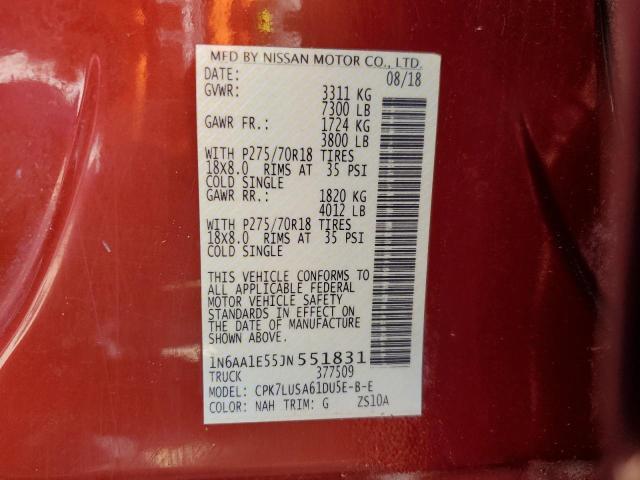 MFD BY NISSAN MOTOR CO., LTD.
DATE: 08/18
GVWR: 3311 KG
7300 LB
GAWR FR.: 1724 KG
3800 LB
WITH P275/70R18 TIRES
18X8.0 RIMS AT 35 PSI
COLD SINGLE
GAWR RR.: 1820 KG
4012 LB
WITH P275/70R18 TIRES
18X8.0 RIMS AT 35 PSI
COLD SINGLE
THIS VEHICLE CONFORMS TO
ALL APPLICABLE FEDERAL
MOTOR VEHICLE SAFETY
STANDARDS IN EFFECT ON
THE DATE OF MANUFACTURE
SHOWN ABOVE.
1N6AA1E55JN551831
TRUCK 377509
MODEL: CPK7LUSA61DU5E-B-E
COLOR: NAH TRIM: G ZS10A